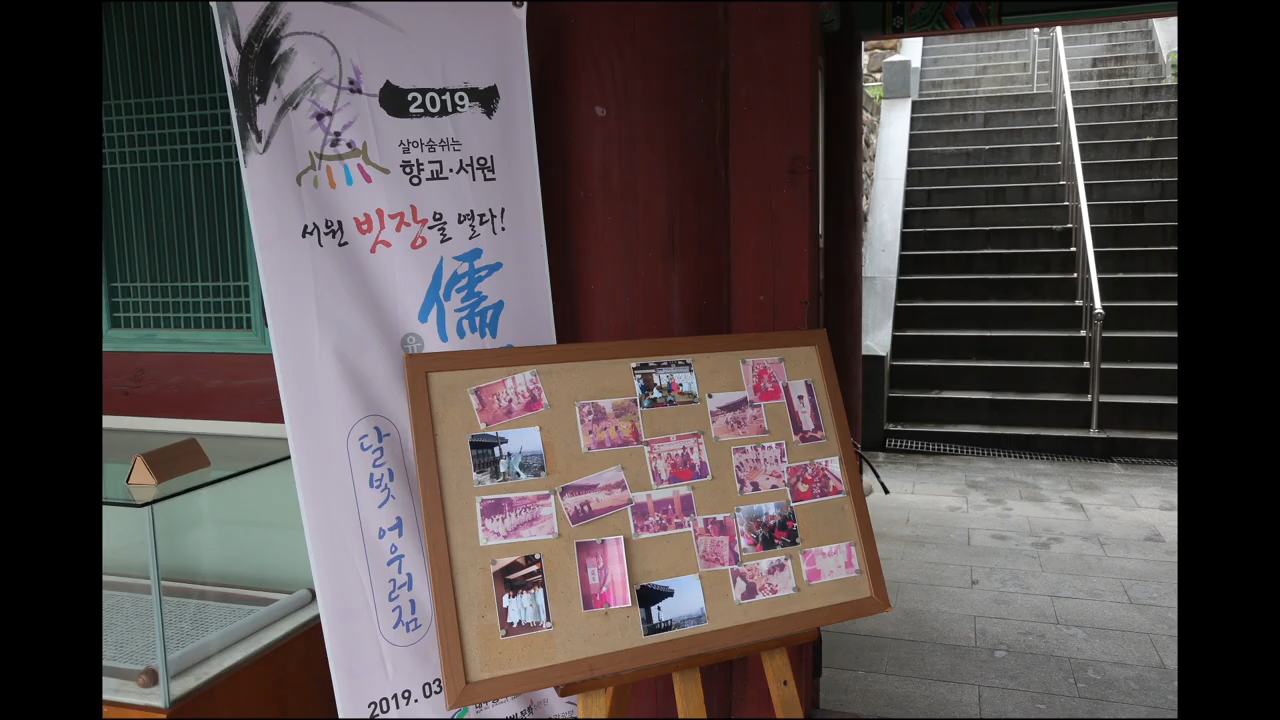 2019
살아숨쉬는
향교·서원
서원 빗장을 열다!
儒
유
달빛 어우러짐
2019. 03